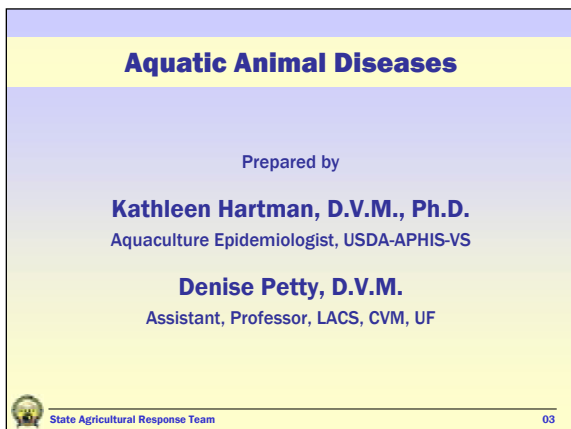 Aquatic Animal Diseases
Prepared by
Kathleen Hartman, D.V.M., Ph.D.
Aquaculture Epidemiologist, USDA-APHIS-VS
Denise Petty, D.V.M.
Assistant, Professor, LACS, CVM, UF
State Agricultural Response Team
03